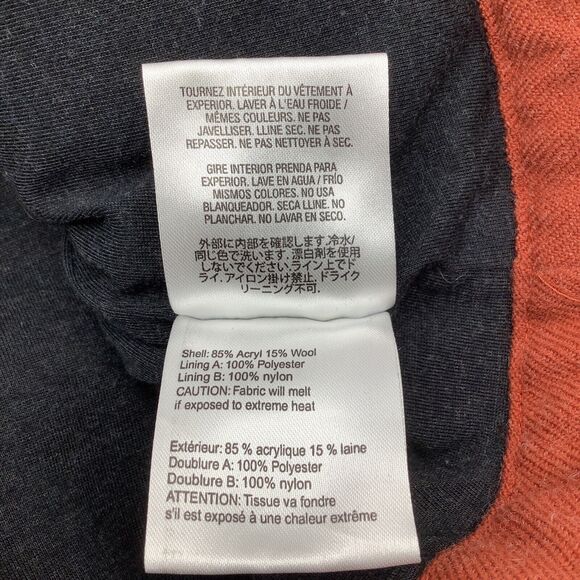 TOURNEZ INTÉRIEUR DU VÊTEMENT À
EXPERIOR. LAVER À L'EAU FROIDE /
MÊMES COULEURS. NE PAS
JAVELLISER. LLINE SEC. NE PAS
REPASSER. NE PAS NETTOYER À SEC.
GIRE INTERIOR PRENDA PARA
EXPERIOR. LAVE EN AGUA / FRÍO
MISMOS COLORES. NO USA
BLANQUEADOR. SECA LLINE. NO
PLANCHAR. NO LAVAR EN SECO.
外部に内部を確認します.冷水/
同じ色で洗います. 漂白剤を使用
しないでください.ライン上でド
ライ. アイロン掛け禁止. ドライク
リーニング不可.
Shell: 85% Acryl 15% Wool
Lining A: 100% Polyester
Lining B: 100% nylon
CAUTION: Fabric will melt
if exposed to extreme heat
Extérieur: 85 % acrylique 15 % laine
Doublure A: 100% Polyester
Doublure B: 100% nylon
ATTENTION: Tissue va fondre
s'il est exposé à une chaleur extrême